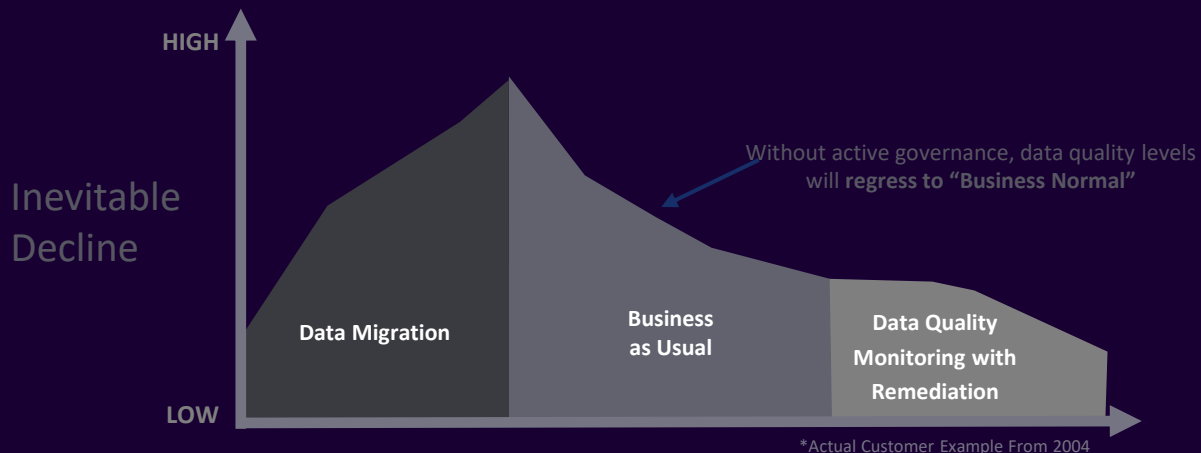 HIGH
Without active governance, data quality levels
will regress to “Business Normal”
Inevitable
Decline
Data Migration
Business
as Usual
Data Quality
Monitoring with
Remediation
LOW
*Actual Customer Example From 2004